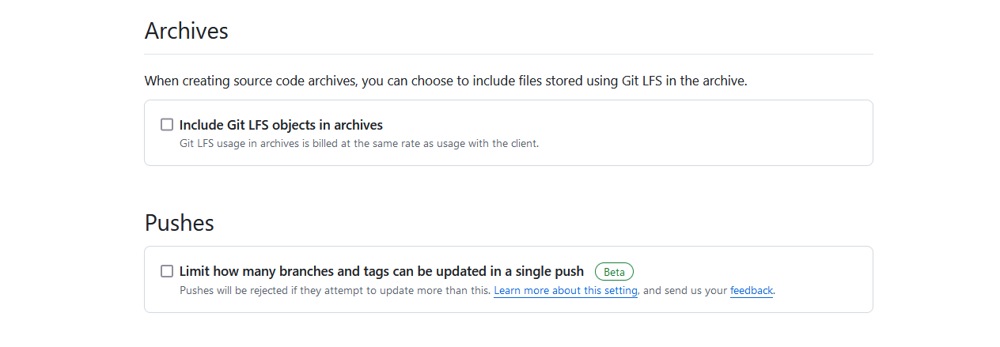 Archives
When creating source code archives, you can choose to include files stored using Git LFS in the archive.
Include Git LFS objects in archives
Git LFS usage in archives is billed at the same rate as usage with the client.
Pushes
Limit how many branches and tags can be updated in a single push Beta
Pushes will be rejected if they attempt to update more than this. Learn more about this setting, and send us your feedback.